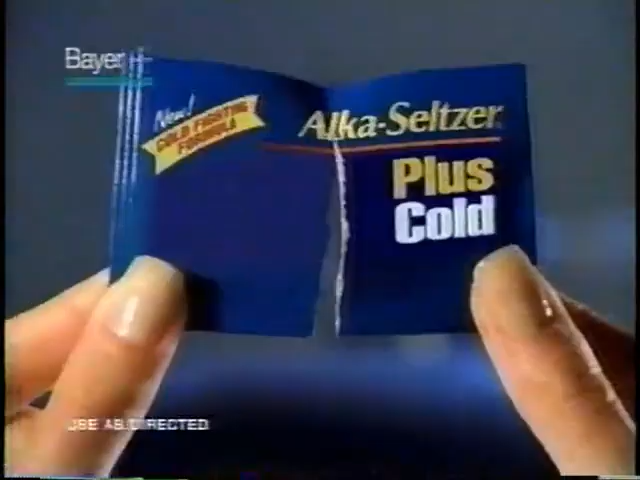 Bayer
New!
COLD FIGHTING
FORMULA
Alka-Seltzer
Plus
Cold
USE AS DIRECTED